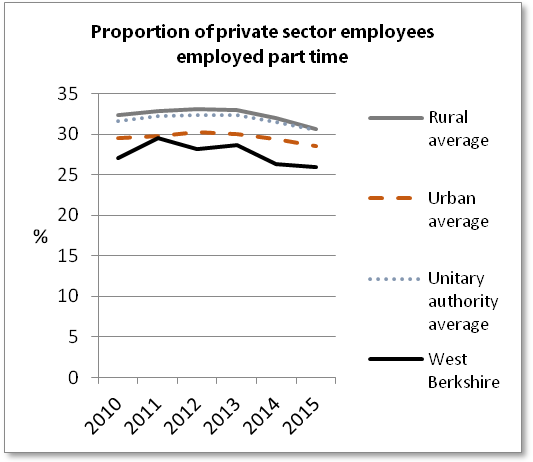 Proportion of private sector employees
employed part time
35
30
25
20
15
10
5
0
%
2010
2011
2012
2013
2014
2015
Rural
average
Urban
average
Unitary
authority
average
West
Berkshire